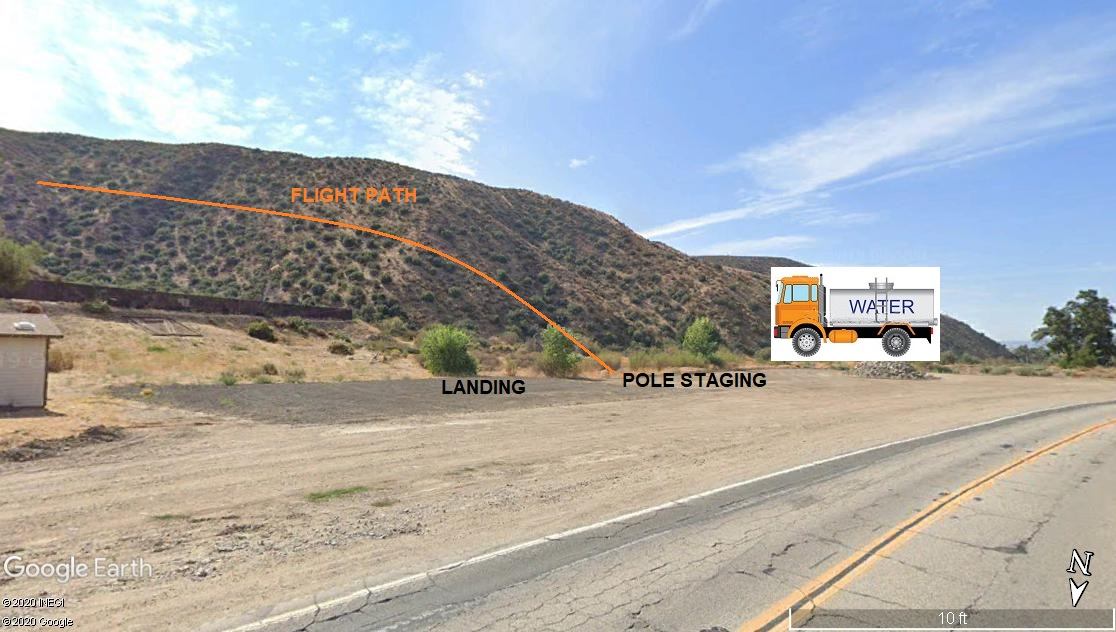 FLIGHT PATH
WATER
LANDING
POLE STAGING
Google Earth
© 2020 INEGI
© 2020 Google
N
10 ft